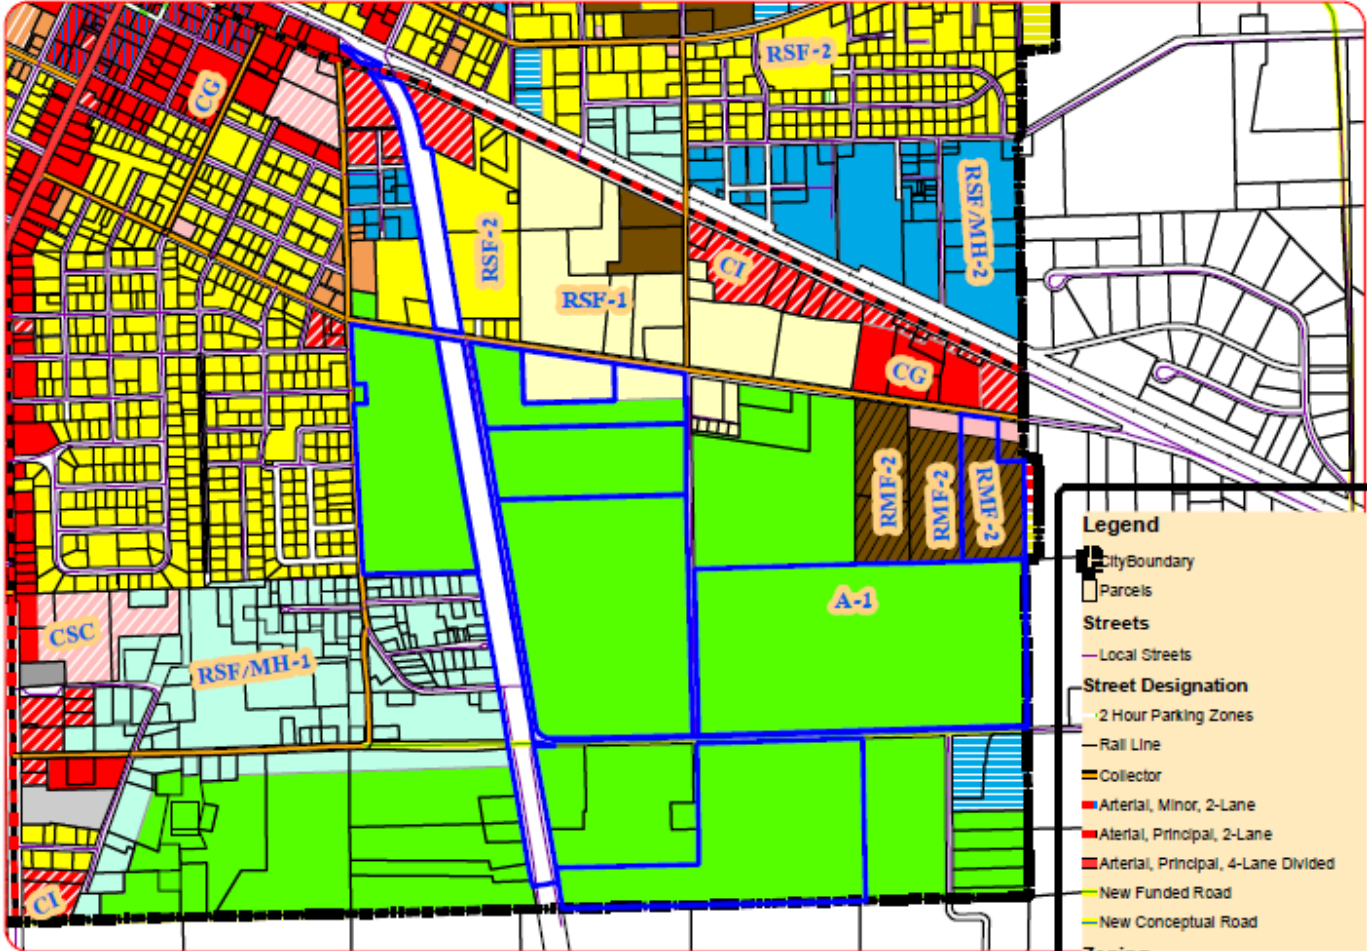 RSF-2
CG
RSF/MH-2
RSF-2
CI
RSF-1
CG
RMF-2
RMF-2
RMF-2
A-1
CSC
RSF/MH-1
CI
Legend
CityBoundary
Parcels
Streets
Local Streets
Street Designation
2 Hour Parking Zones
Rail Line
Collector
Arterial, Minor, 2-Lane
Aterial, Principal, 2-Lane
Arterial, Principal, 4-Lane Divided
New Funded Road
New Conceptual Road